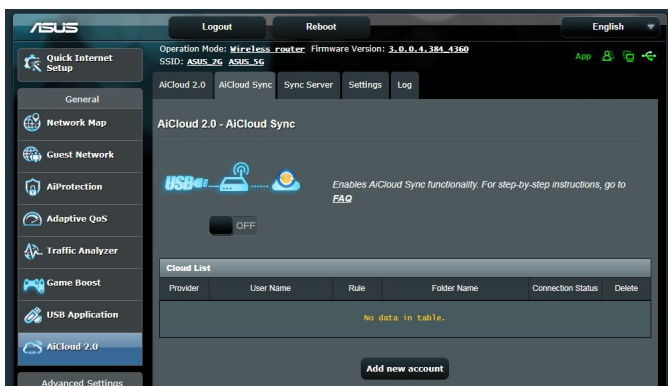 ASUS
Logout
Reboot
English
Quick Internet
Setup
Operation Mode: Wireless router Firmware Version: 3.0.0.4.384_4360
SSID: ASUS_2G ASUS_5G
App
AiCloud 2.0
AiCloud Sync
Sync Server
Settings
Log
General
Network Map
Guest Network
AiProtection
Adaptive QoS
Traffic Analyzer
Game Boost
USB Application
AiCloud 2.0
Advanced Settings
AiCloud 2.0 - AiCloud Sync
USB
Enables AiCloud Sync functionality. For step-by-step instructions, go to
FAQ
OFF
Cloud List
Provider User Name Rule Folder Name Connection Status Delete
No data in table.
Add new account